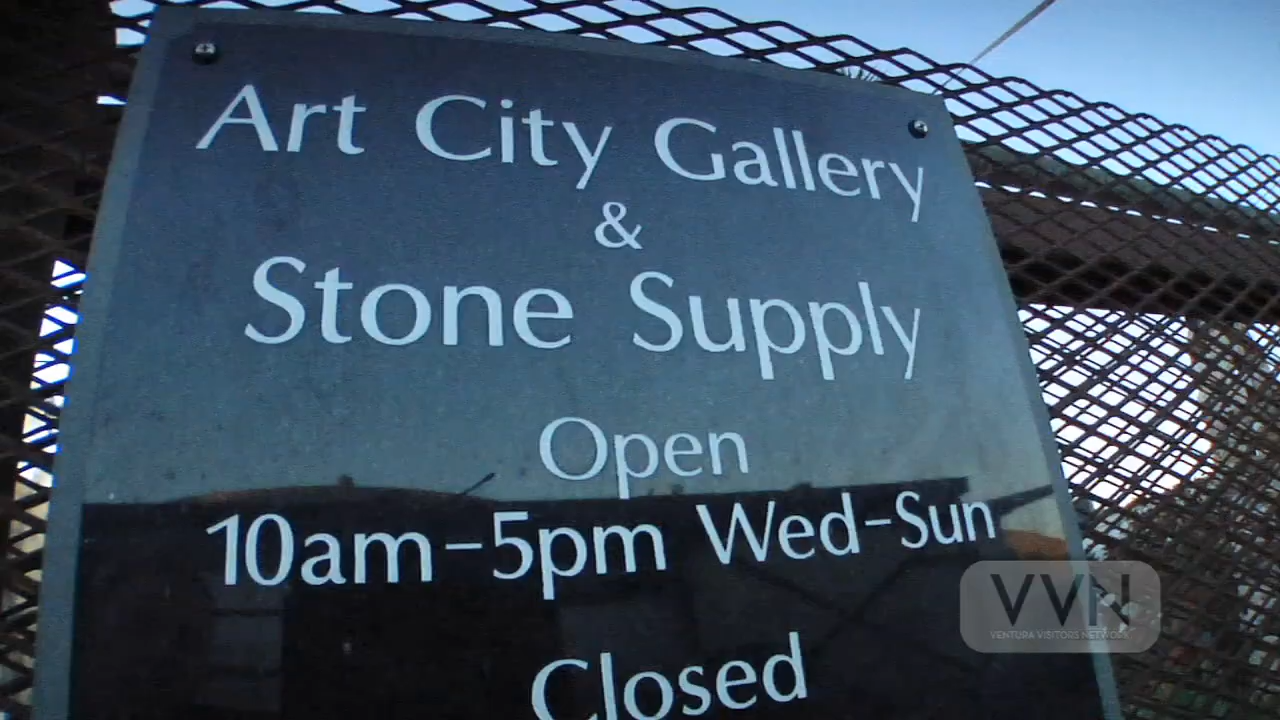 Art City Gallery
&
Stone Supply
Open
10am-5pm Wed-Sun
Closed
VVN
VENTURA VISITORS NETWORK